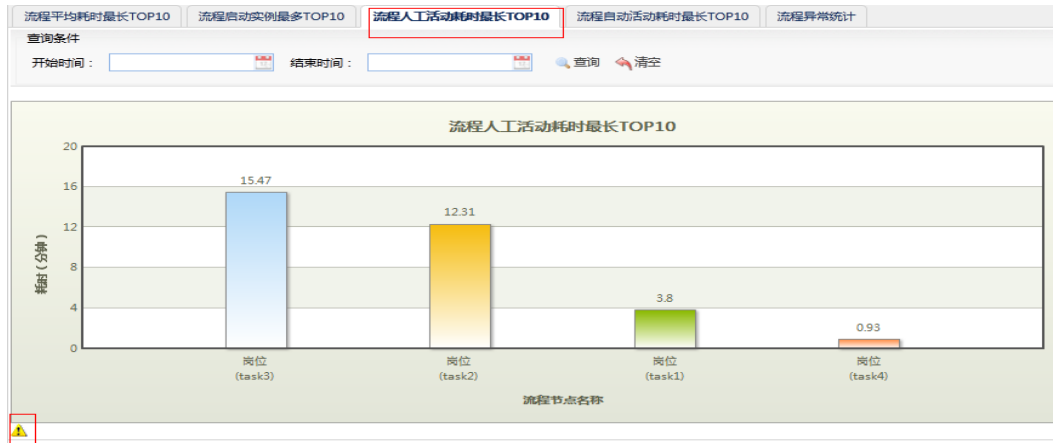 流程平均耗时最长TOP10 流程启动实例最多TOP10 流程人工活动耗时最长TOP10 流程自动活动耗时最长TOP10 流程异常统计
查询条件
开始时间： 结束时间： 查询 清空
流程人工活动耗时最长TOP10
20
16
12
8
4
0
耗时(分钟)
15.47
12.31
3.8
0.93
岗位
(task3)
岗位
(task2)
岗位
(task1)
岗位
(task4)
流程节点名称